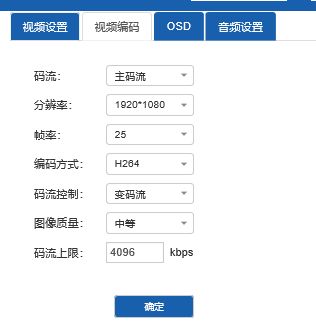 视频设置 视频编码 OSD 音频设置
码流： 主码流
分辨率： 1920*1080
帧率： 25
编码方式： H264
码流控制： 变码流
图像质量： 中等
码流上限： 4096 kbps
确定